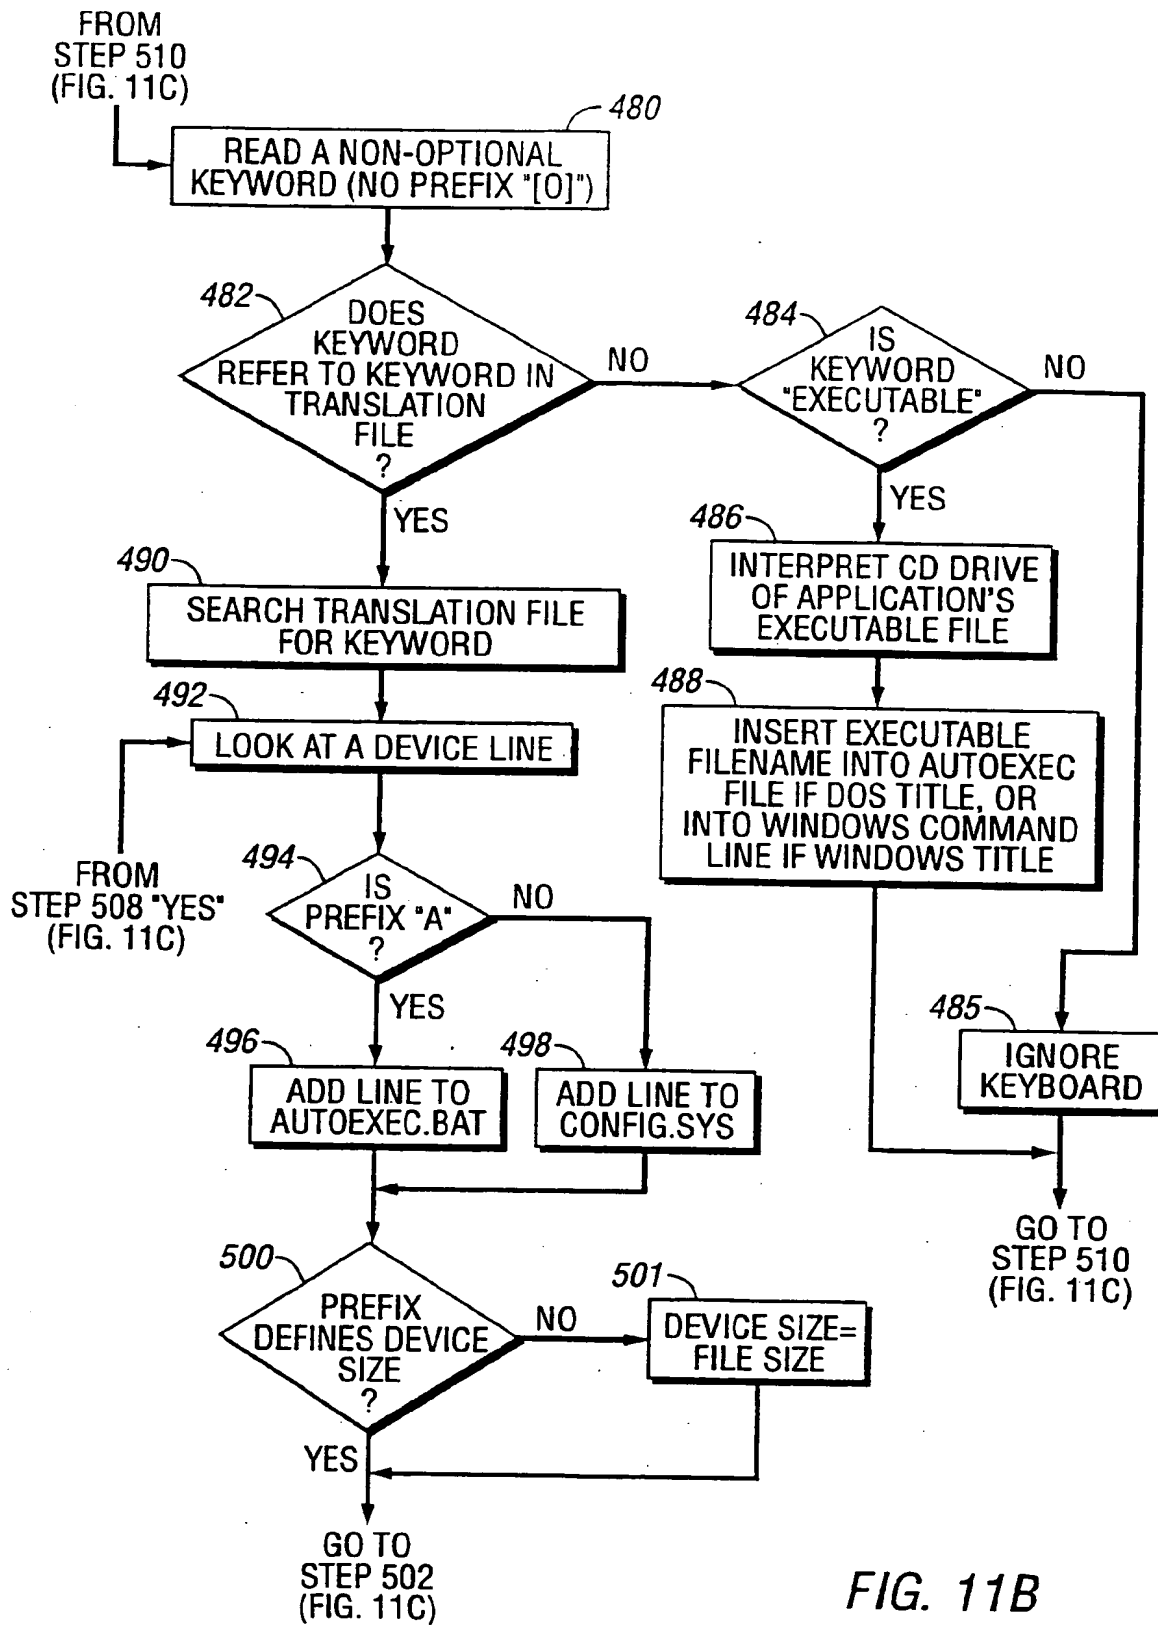 FROM
STEP 510
(FIG. 11C)
480
READ A NON-OPTIONAL
KEYWORD (NO PREFIX "[O]")
482
DOES
KEYWORD
REFER TO KEYWORD IN
TRANSLATION
FILE
?
NO
YES
484
IS
KEYWORD
"EXECUTABLE"
?
NO
YES
486
INTERPRET CD DRIVE
OF APPLICATION'S
EXECUTABLE FILE
488
INSERT EXECUTABLE
FILENAME INTO AUTOEXEC
FILE IF DOS TITLE, OR
INTO WINDOWS COMMAND
LINE IF WINDOWS TITLE
485
IGNORE
KEYBOARD
GO TO
STEP 510
(FIG. 11C)
490
SEARCH TRANSLATION FILE
FOR KEYWORD
492
LOOK AT A DEVICE LINE
FROM
STEP 508 "YES"
(FIG. 11C)
494
IS
PREFIX "A"
?
NO
YES
496
ADD LINE TO
AUTOEXEC.BAT
498
ADD LINE TO
CONFIG.SYS
500
PREFIX
DEFINES DEVICE
SIZE
?
NO
YES
501
DEVICE SIZE=
FILE SIZE
GO TO
STEP 502
(FIG. 11C)
FIG. 11B